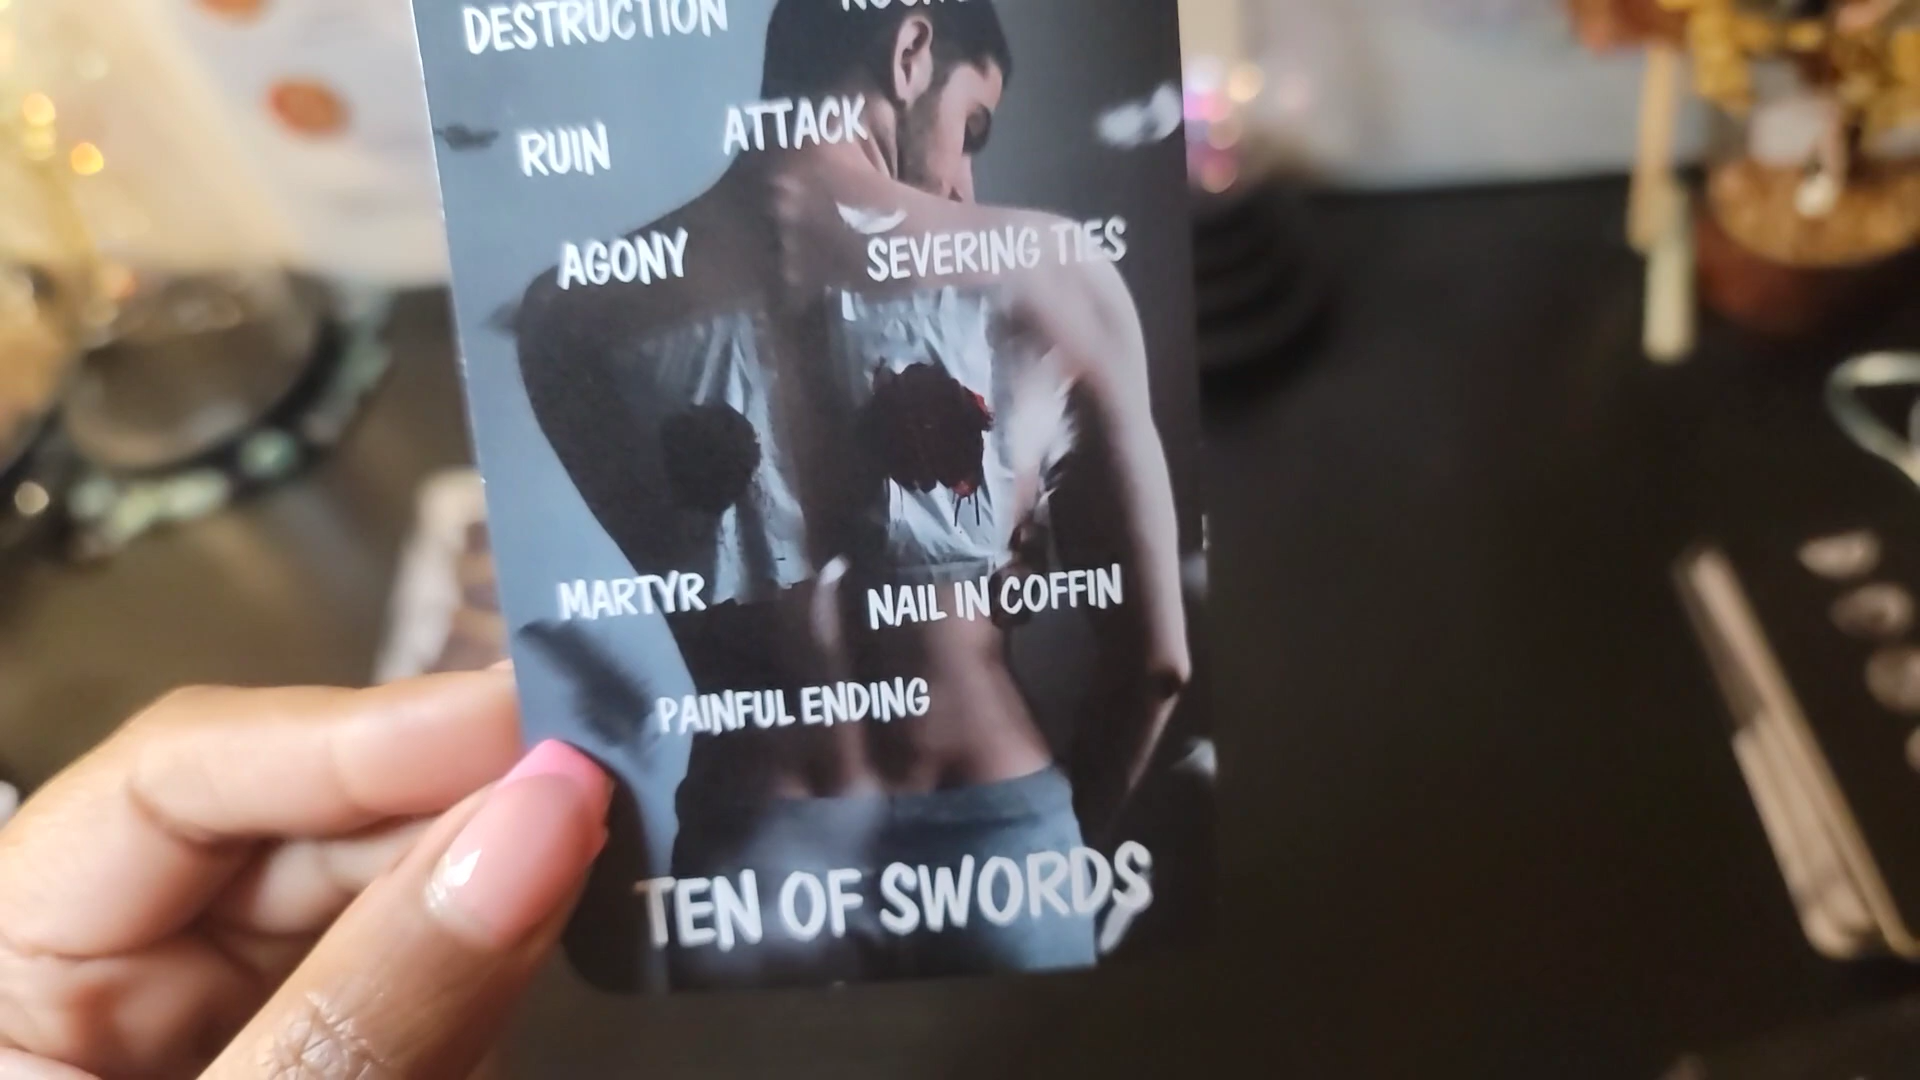 DESTRUCTION
RUIN
ATTACK
AGONY
SEVERING TIES
MARTYR
NAIL IN COFFIN
PAINFUL ENDING
TEN OF SWORDS